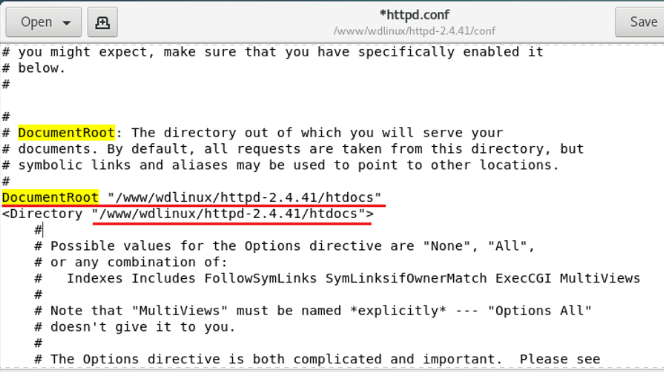 Open
*httpd.conf
/www/wdlinux/httpd-2.4.41/conf
Save
# you might expect, make sure that you have specifically enabled it
# below.
#
#
# DocumentRoot: The directory out of which you will serve your
# documents. By default, all requests are taken from this directory, but
# symbolic links and aliases may be used to point to other locations.
#
DocumentRoot "/www/wdlinux/httpd-2.4.41/htdocs"
<Directory "/www/wdlinux/httpd-2.4.41/htdocs">
    #
    # Possible values for the Options directive are "None", "All",
    # or any combination of:
    #   Indexes Includes FollowSymLinks SymLinksifOwnerMatch ExecCGI MultiViews
    #
    # Note that "MultiViews" must be named *explicitly* --- "Options All"
    # doesn't give it to you.
    #
    # The Options directive is both complicated and important.  Please see